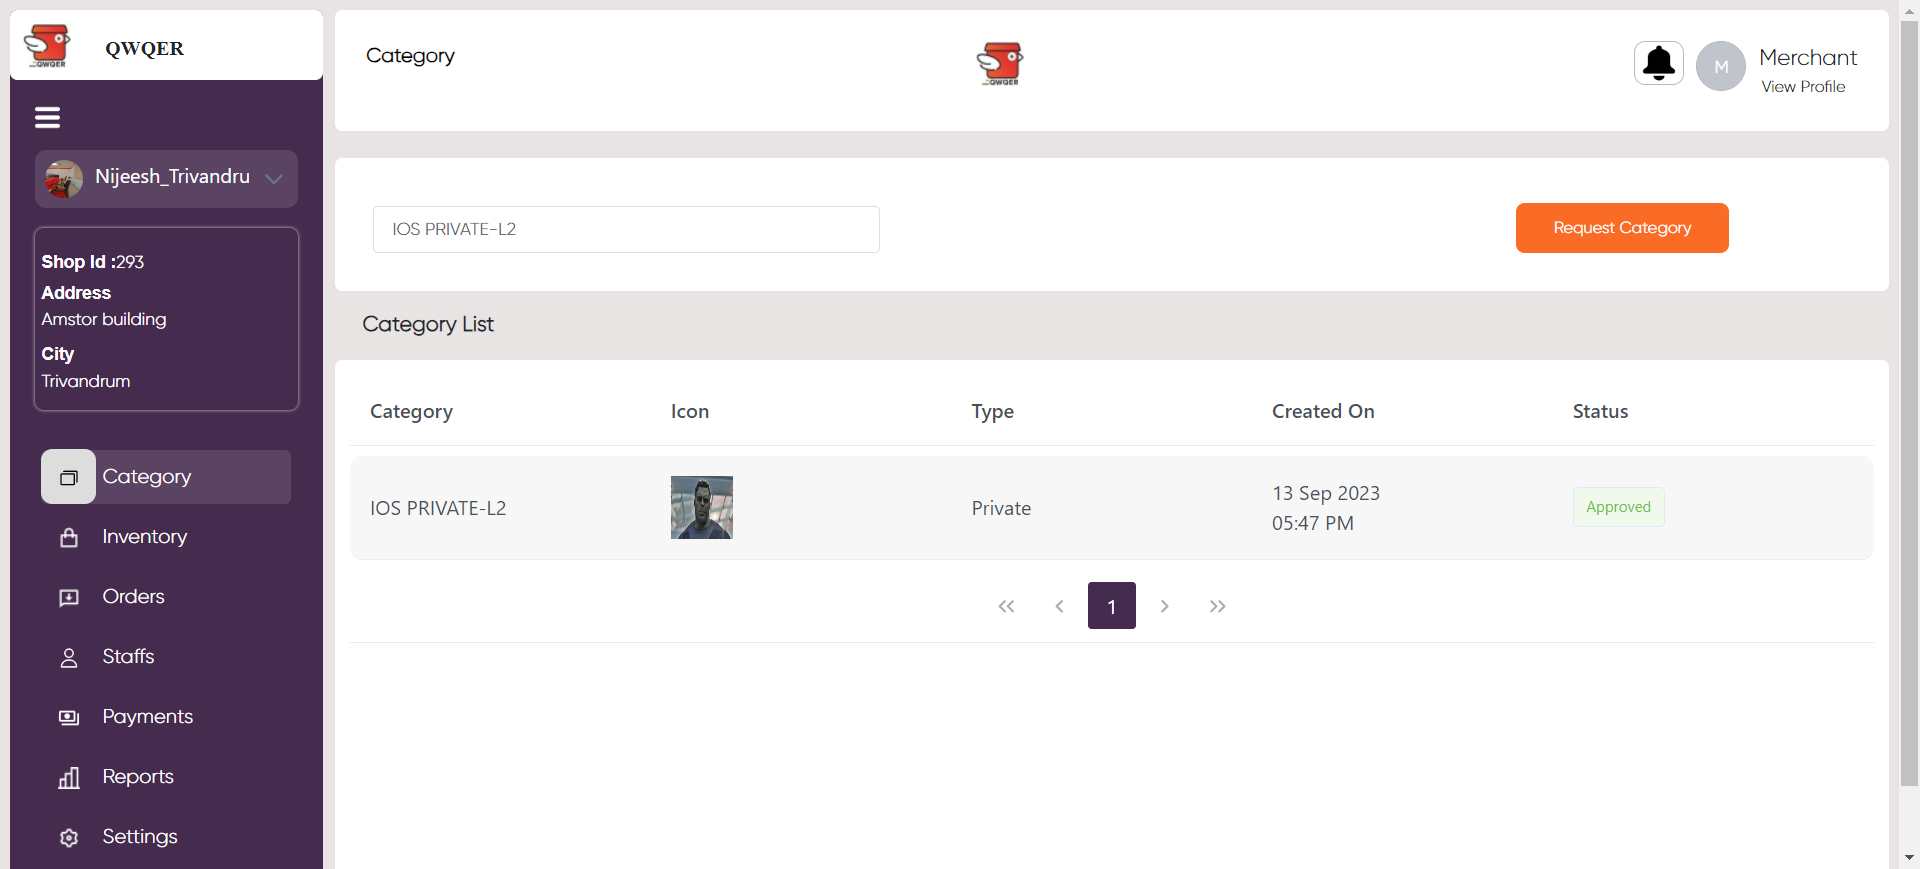 QWQER
Nijeesh_Trivandru
Shop Id :293
Address
Amstor building
City
Trivandrum
Category
Inventory
Orders
Staffs
Payments
Reports
Settings
Category
QWQER
M
Merchant
View Profile
IOS PRIVATE-L2
Request Category
Category List
Category Icon Type Created On Status
IOS PRIVATE-L2 Private 13 Sep 2023
05:47 PM Approved
1